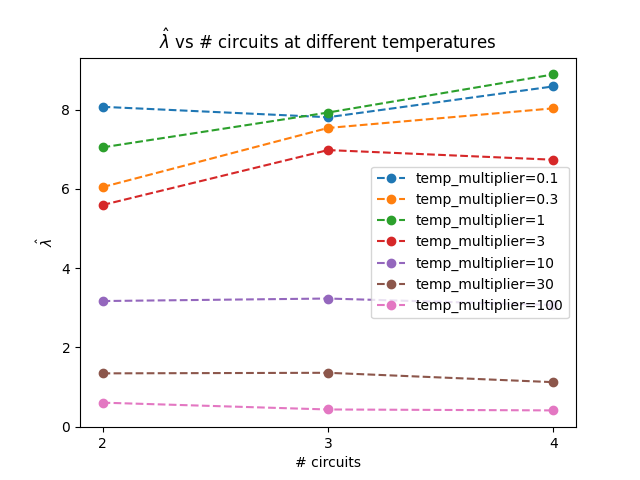 λ̂ vs # circuits at different temperatures
8
6
4
2
0
λ̂
temp_multiplier=0.1
temp_multiplier=0.3
temp_multiplier=1
temp_multiplier=3
temp_multiplier=10
temp_multiplier=30
temp_multiplier=100
2 3 4
# circuits